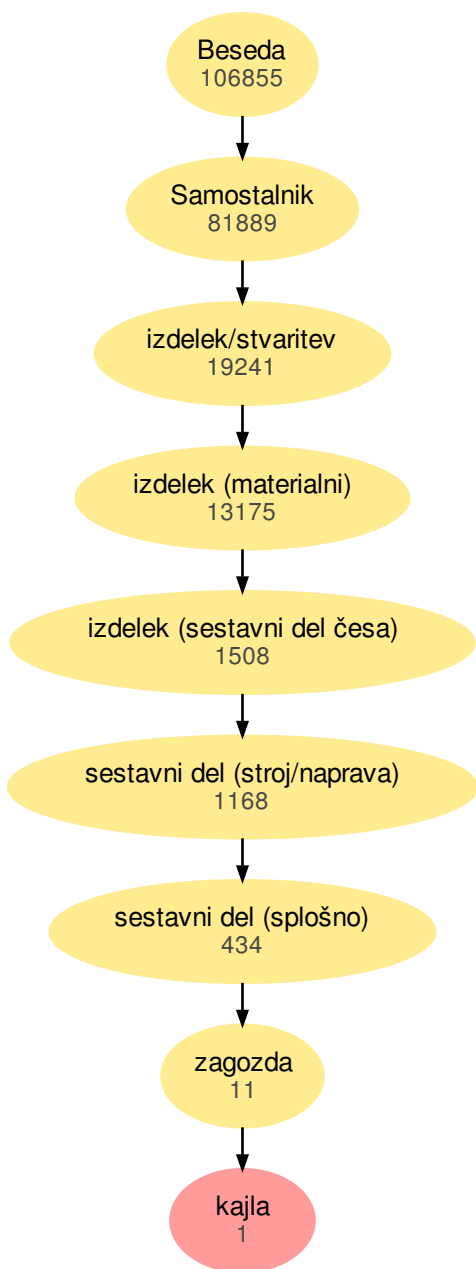 Beseda
106855
Samostalnik
81889
izdelek/stvaritev
19241
izdelek (materialni)
13175
izdelek (sestavni del česa)
1508
sestavni del (stroj/naprava)
1168
sestavni del (splošno)
434
zagozda
11
kajla
1